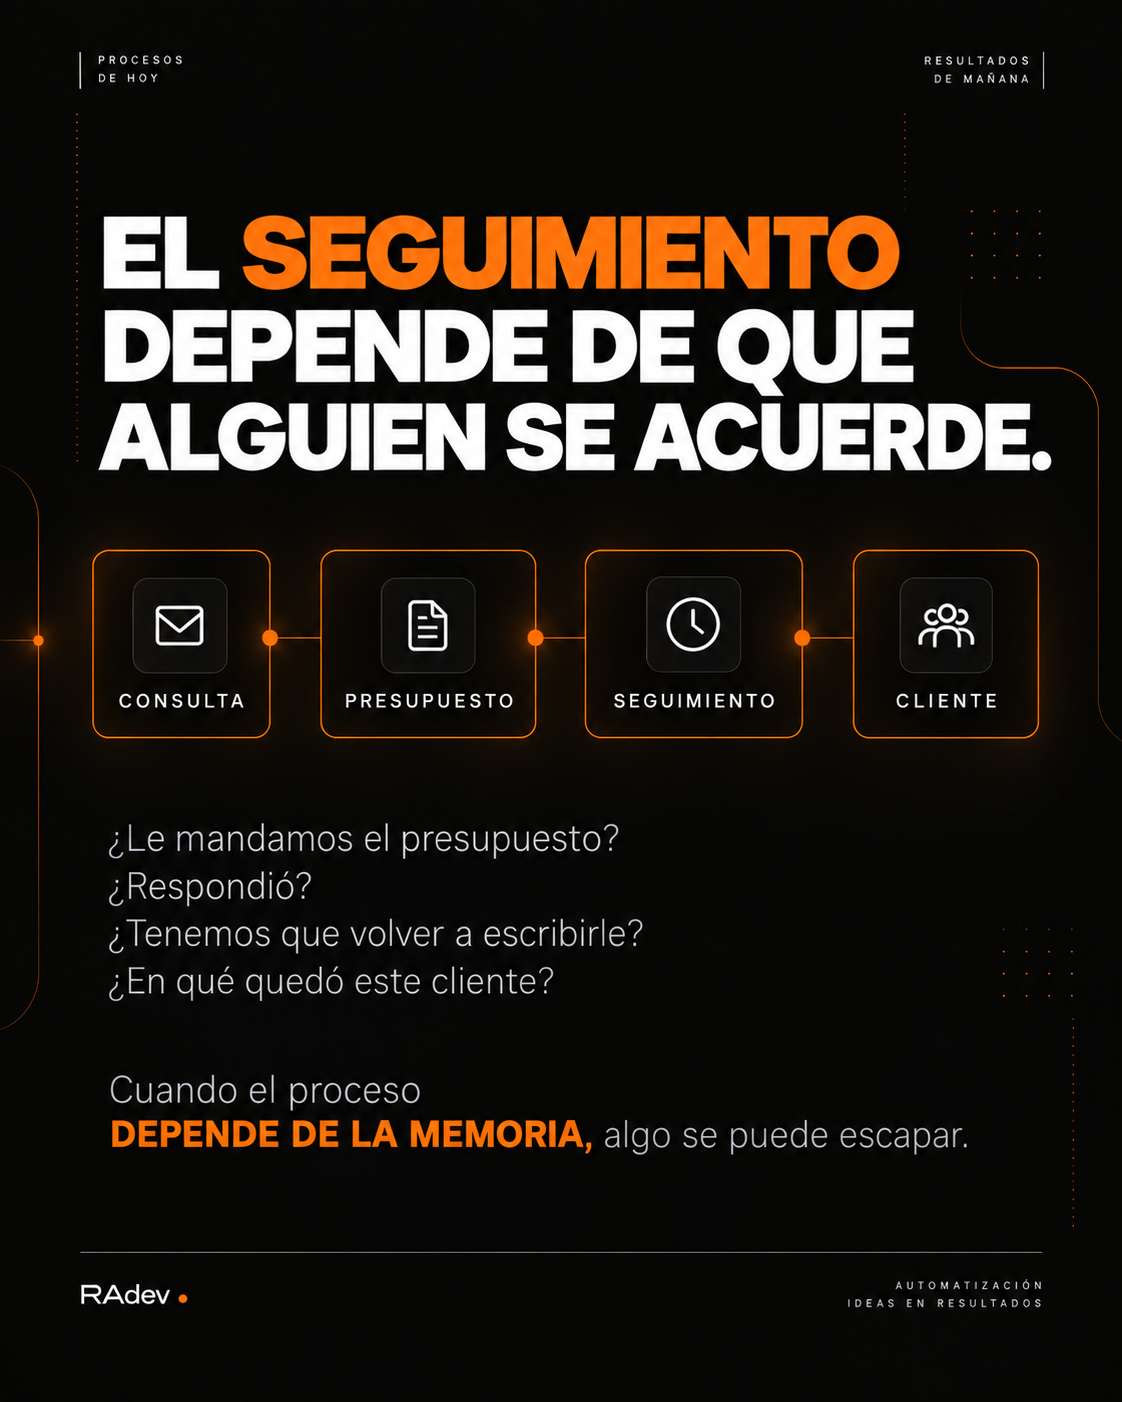 PROCESOS
DE HOY
RESULTADOS
DE MAÑANA
EL SEGUIMIENTO
DEPENDE DE QUE
ALGUIEN SE ACUERDE.
CONSULTA
PRESUPUESTO
SEGUIMIENTO
CLIENTE
¿Le mandamos el presupuesto?
¿Respondió?
¿Tenemos que volver a escribirle?
¿En qué quedó este cliente?
Cuando el proceso
DEPENDE DE LA MEMORIA, algo se puede escapar.
RAdev
AUTOMATIZACIÓN
IDEAS EN RESULTADOS